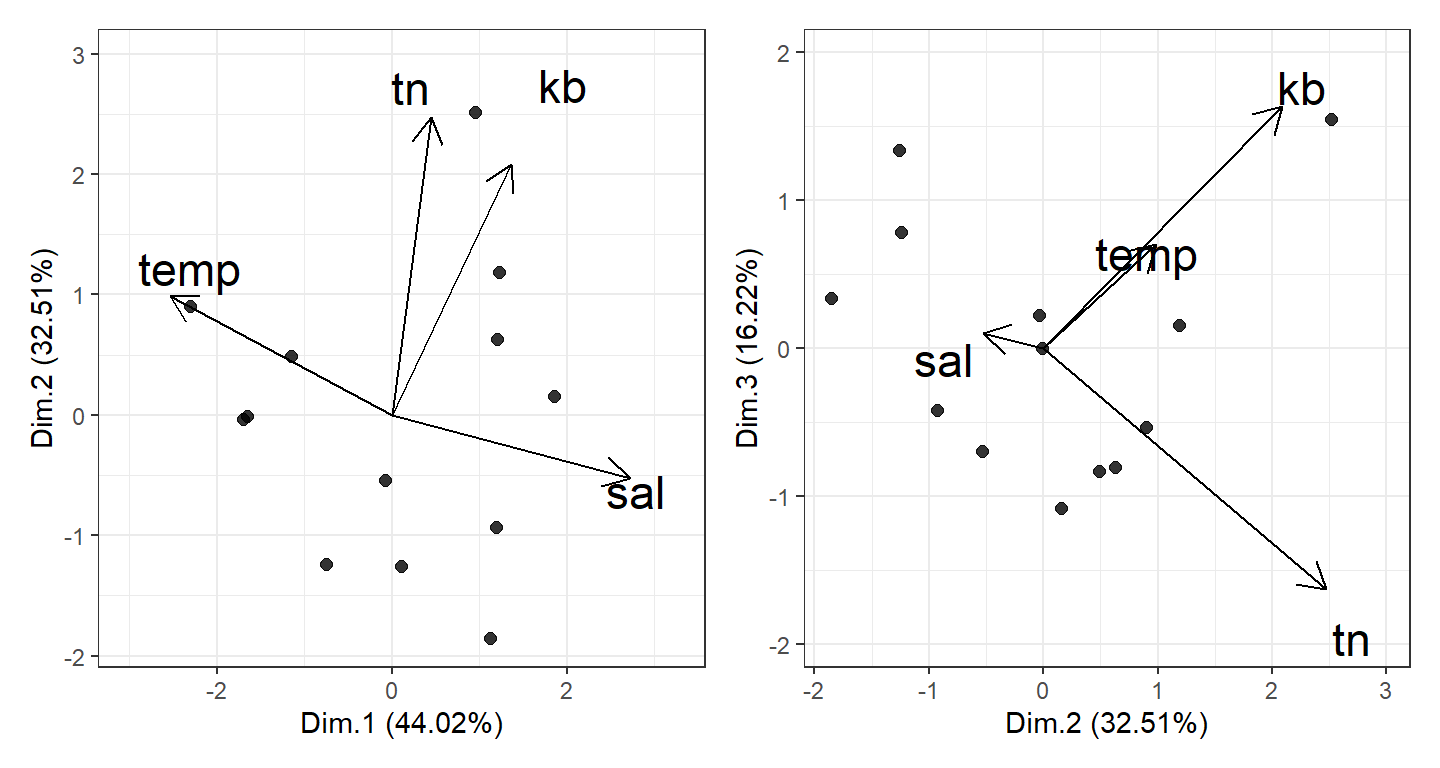 tn
kb
temp
sal
3
2
1
0
-1
-2
-2
0
2
Dim.2 (32.51%)
Dim.1 (44.02%)
kb
temp
sal
tn
2
1
0
-1
-2
-2
-1
0
1
2
3
Dim.3 (16.22%)
Dim.2 (32.51%)